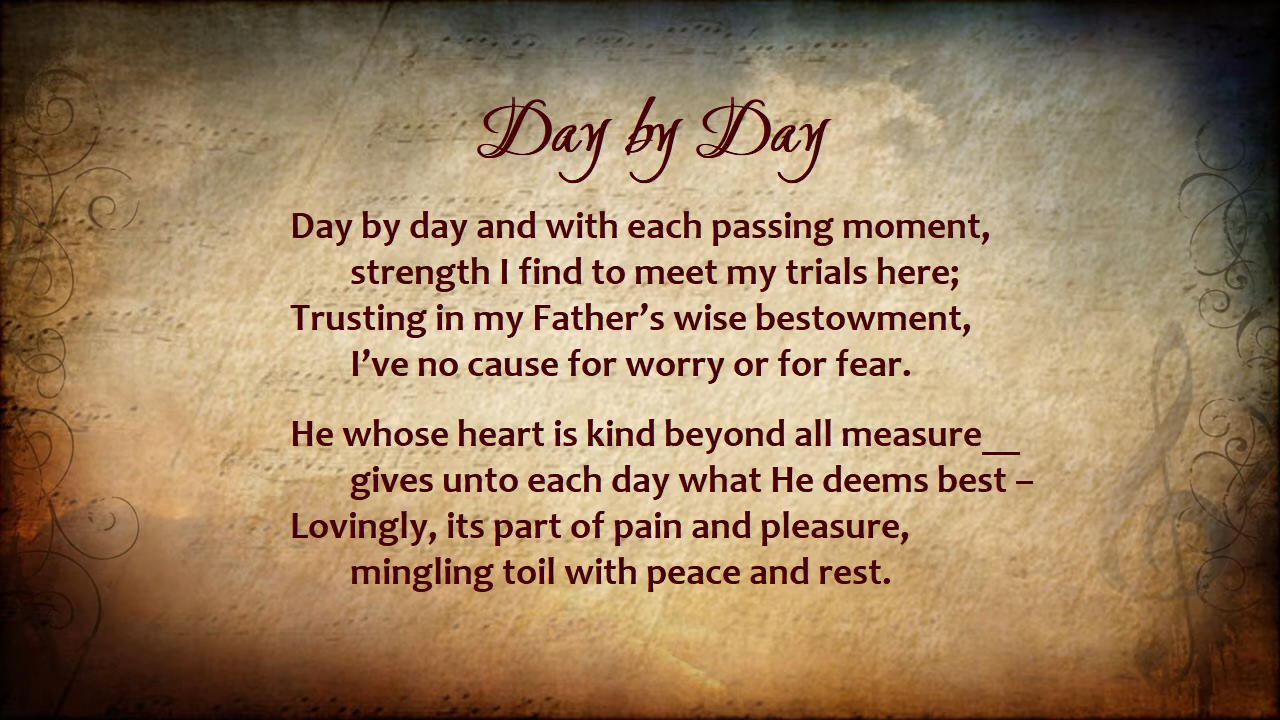 Day by Day
Day by day and with each passing moment,
strength I find to meet my trials here;
Trusting in my Father’s wise bestowment,
I’ve no cause for worry or for fear.
He whose heart is kind beyond all measure__
gives unto each day what He deems best –
Lovingly, its part of pain and pleasure,
mingling toil with peace and rest.